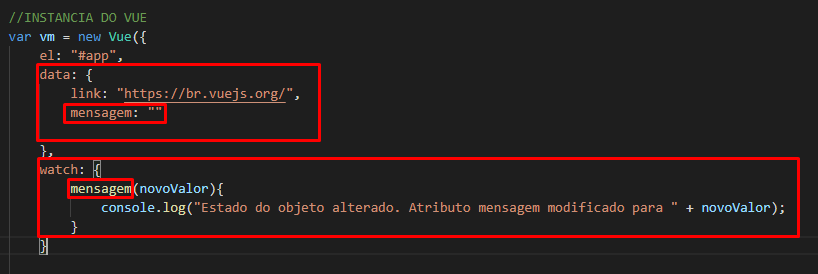 //INSTANCIA DO VUE
var vm = new Vue({
el: "#app",
data: {
link: "https://br.vuejs.org/",
mensagem: ""
},
watch: {
mensagem(novoValor){
console.log("Estado do objeto alterado. Atributo mensagem modificado para " + novoValor);
}
}